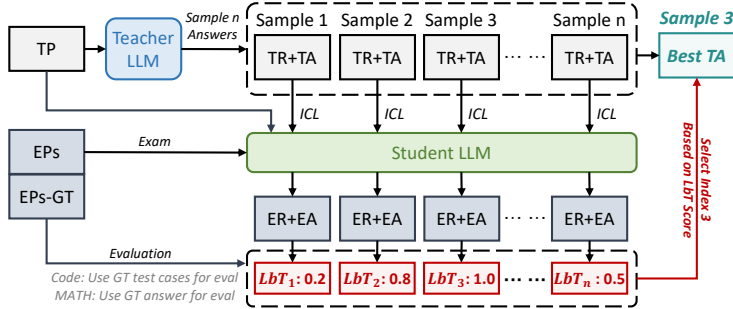 Sample n
Answers
Sample 1
Sample 2
Sample 3
Sample n
Sample 3
TP
Teacher
LLM
TR+TA
TR+TA
TR+TA
... ...
TR+TA
Best TA
ICL
ICL
ICL
ICL
EPs
Exam
Student LLM
EPs-GT
ER+EA
ER+EA
ER+EA
... ...
ER+EA
Select Index 3
Based on LbT
Score
Evaluation
Code: Use GT test cases for eval
MATH: Use GT answer for eval
LbT₁: 0.2
LbT₂: 0.8
LbT₃: 1.0
... ...
LbTₙ: 0.5